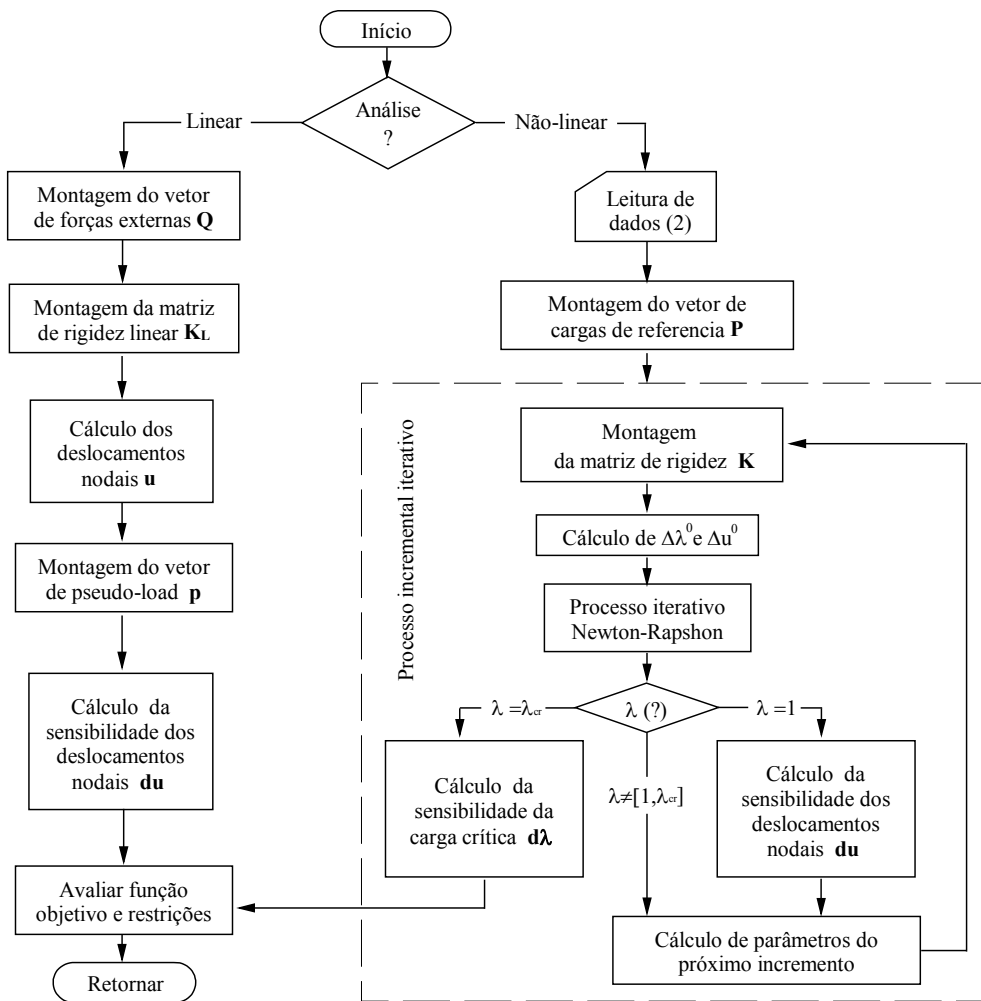 Início
Análise
?
Linear
Não-linear
Montagem do vetor
de forças externas Q
Montagem da matriz
de rigidez linear KL
Cálculo dos
deslocamentos
nodais u
Montagem do vetor
de pseudo-load p
Cálculo da
sensibilidade dos
deslocamentos
nodais du
Avaliar função
objetivo e restrições
Retornar
Leitura de
dados (2)
Montagem do vetor de
cargas de referencia P
Processo incremental iterativo
Montagem
da matriz de rigidez K
Cálculo de Δλ⁰e Δu⁰
Processo iterativo
Newton-Rapshon
λ (?)
λ =λcr
λ =1
λ≠[1,λcr]
Cálculo da
sensibilidade da
carga crítica dλ
Cálculo da
sensibilidade dos
deslocamentos
nodais du
Cálculo de parâmetros do
próximo incremento